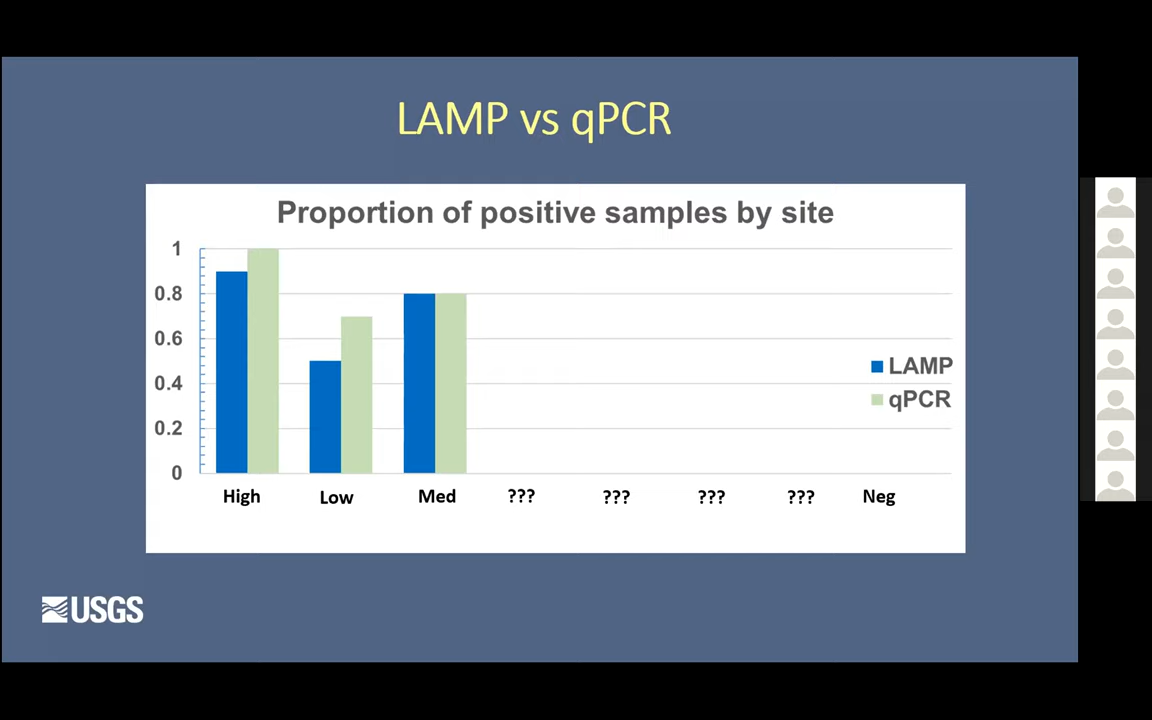 LAMP vs qPCR
Proportion of positive samples by site
1
0.8
0.6
0.4
0.2
0
LAMP
qPCR
High Low Med ??? ??? ??? ??? Neg
USGS